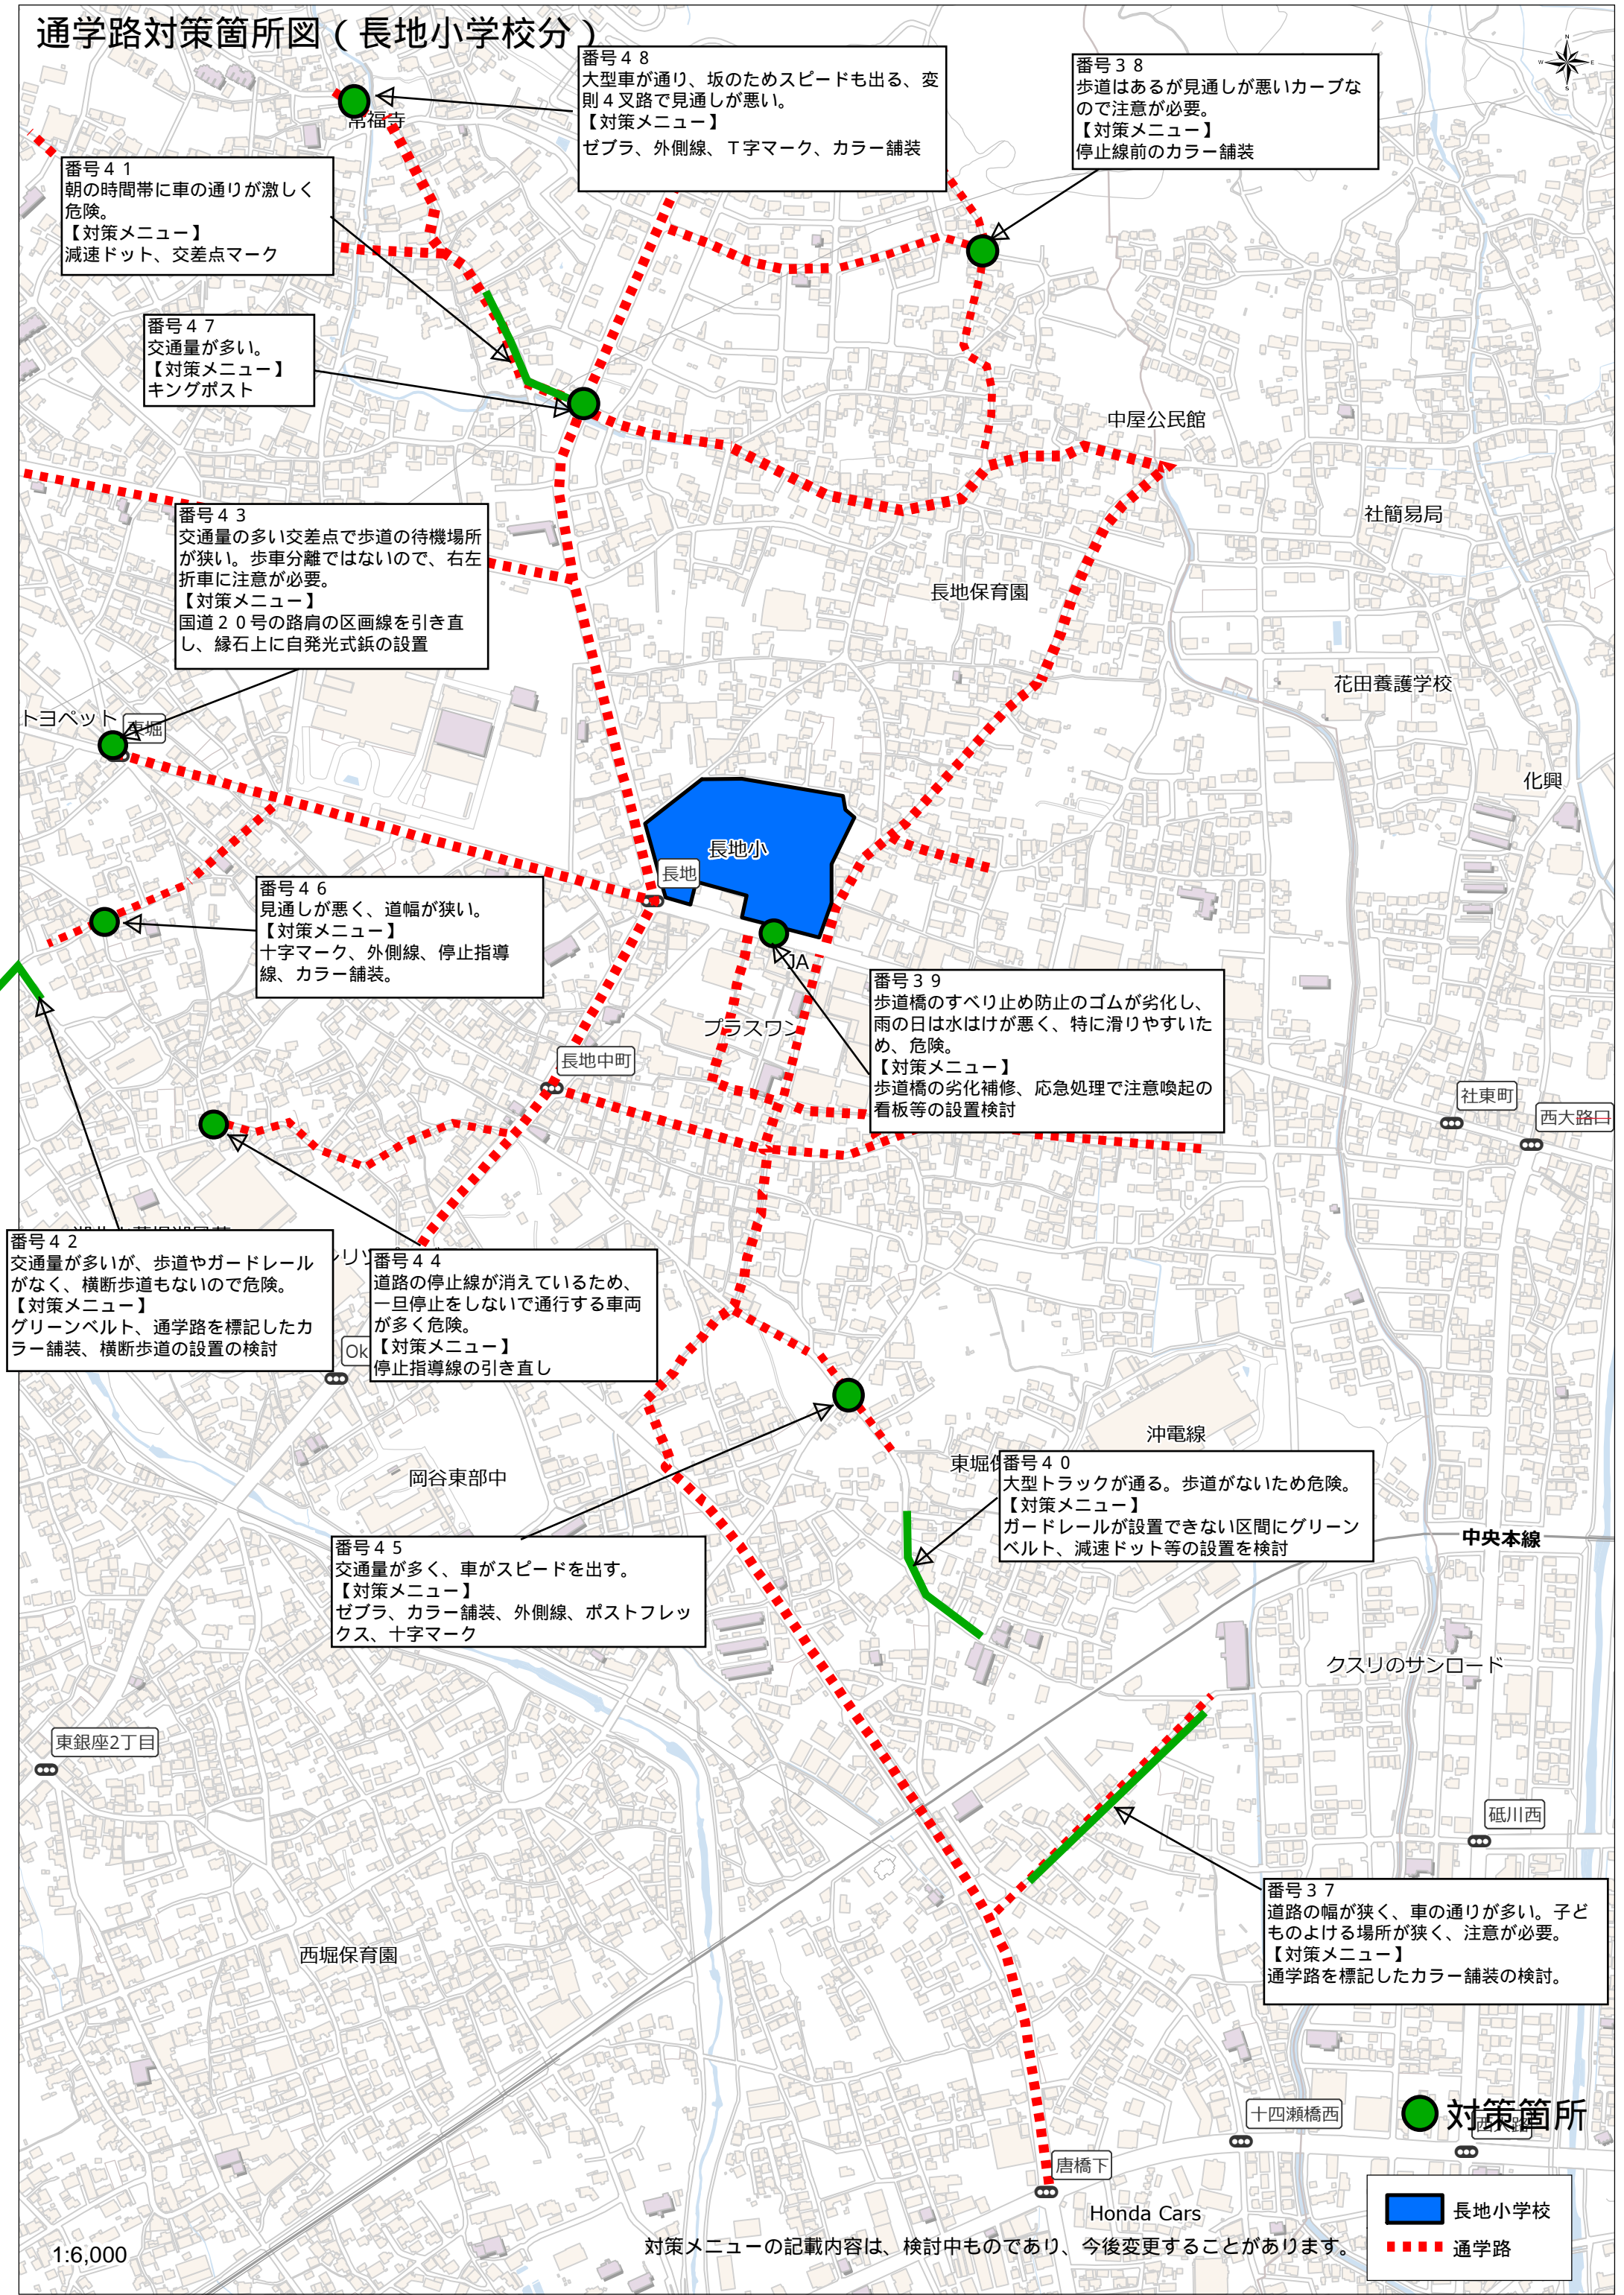 通学路対策箇所図（長地小学校分）
番号４８
大型車が通り、坂のためスピードも出る、変
則４叉路で見通しが悪い。
【対策メニュー】
ゼブラ、外側線、Ｔ字マーク、カラー舗装
番号３８
歩道はあるが見通しが悪いカーブな
ので注意が必要。
【対策メニュー】
停止線前のカラー舗装
常福寺
番号４１
朝の時間帯に車の通りが激しく
危険。
【対策メニュー】
減速ドット、交差点マーク
番号４７
交通量が多い。
【対策メニュー】
キングポスト
中屋公民館
社簡易局
番号４３
交通量の多い交差点で歩道の待機場所
が狭い。歩車分離ではないので、右左
折車に注意が必要。
【対策メニュー】
国道２０号の路肩の区画線を引き直
し、縁石上に自発光式鋲の設置
長地保育園
花田養護学校
トヨペット
東堀
化興
長地小
長地
番号４６
見通しが悪く、道幅が狭い。
【対策メニュー】
十字マーク、外側線、停止指導
線、カラー舗装。
JA
番号３９
歩道橋のすべり止め防止のゴムが劣化し、
雨の日は水はけが悪く、特に滑りやすいた
め、危険。
【対策メニュー】
歩道橋の劣化補修、応急処理で注意喚起の
看板等の設置検討
プラスワン
長地中町
社東町
西大路口
番号４２
交通量が多いが、歩道やガードレール
がなく、横断歩道もないので危険。
【対策メニュー】
グリーンベルト、通学路を標記したカ
ラー舗装、横断歩道の設置の検討
番号４４
道路の停止線が消えているため、
一旦停止をしないで通行する車両
が多く危険。
【対策メニュー】
停止指導線の引き直し
Ok
沖電線
岡谷東部中
東堀保
番号４０
大型トラックが通る。歩道がないため危険。
【対策メニュー】
ガードレールが設置できない区間にグリーン
ベルト、減速ドット等の設置を検討
中央本線
番号４５
交通量が多く、車がスピードを出す。
【対策メニュー】
ゼブラ、カラー舗装、外側線、ポストフレッ
クス、十字マーク
クスリのサンロード
東銀座2丁目
砥川西
番号３７
道路の幅が狭く、車の通りが多い。子ど
ものよける場所が狭く、注意が必要。
【対策メニュー】
通学路を標記したカラー舗装の検討。
西堀保育園
十四瀬橋西
対策箇所
西大路
唐橋下
Honda Cars
長地小学校
通学路
対策メニューの記載内容は、検討中ものであり、今後変更することがあります。
1:6,000